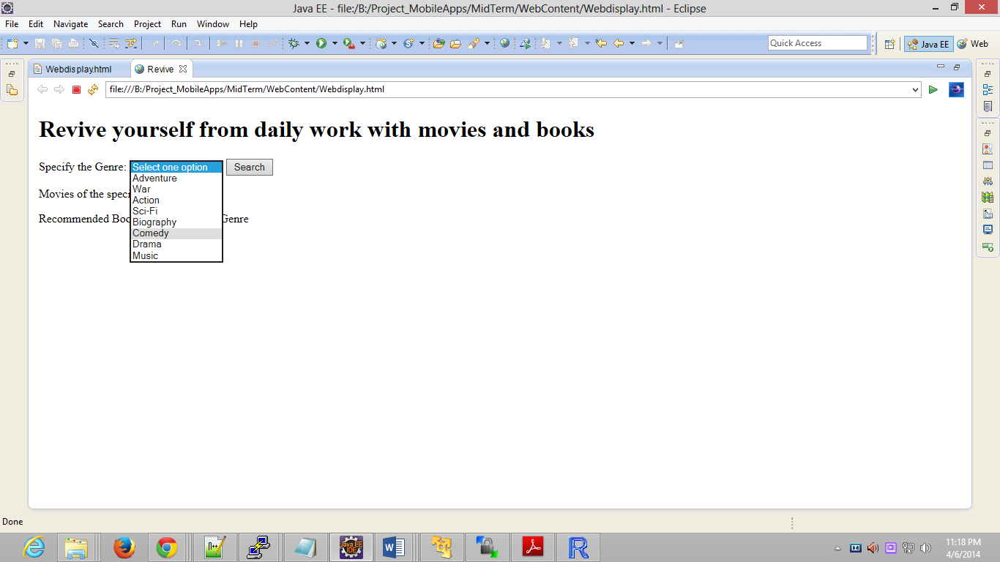 Java EE - file:/B:/Project_MobileApps/MidTerm/WebContent/Webdisplay.html - Eclipse
File Edit Navigate Search Project Run Window Help
Quick Access
Java EE
Web
Webdisplay.html
Revive
file:///B:/Project_MobileApps/MidTerm/WebContent/Webdisplay.html
Revive yourself from daily work with movies and books
Specify the Genre: Select one option Search
Adventure
War
Movies of the speci
Action
Sci-Fi
Recommended Boo Genre
Biography
Comedy
Drama
Music
Done
Java EE
IDE
11:18 PM
4/6/2014